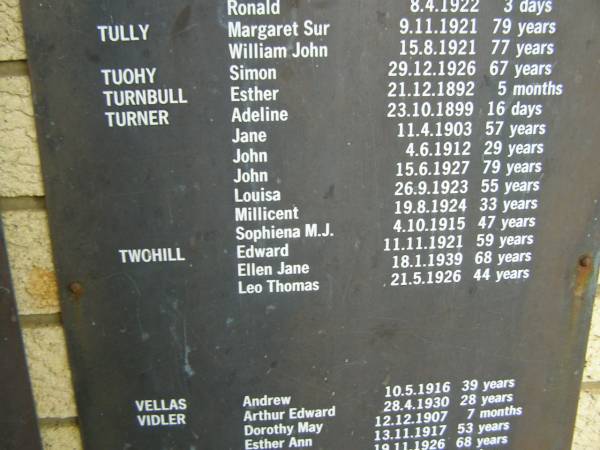 Ronald 8.4.1922 3 days
TULLY Margaret Sur 9.11.1921 79 years
William John 15.8.1921 77 years
TUOHY Simon 29.12.1926 67 years
TURNBULL Esther 21.12.1892 5 months
TURNER Adeline 23.10.1899 16 days
Jane 11.4.1903 57 years
John 4.6.1912 29 years
John 15.6.1927 79 years
Louisa 26.9.1923 55 years
Millicent 19.8.1924 33 years
Sophiena M.J. 4.10.1915 47 years
TWOHILL Edward 11.11.1921 59 years
Ellen Jane 18.1.1939 68 years
Leo Thomas 21.5.1926 44 years
VELLAS Andrew 10.5.1916 39 years
VIDLER Arthur Edward 28.4.1930 28 years
Dorothy May 12.12.1907 7 months
Esther Ann 13.11.1917 53 years
19.11.1926 68 years